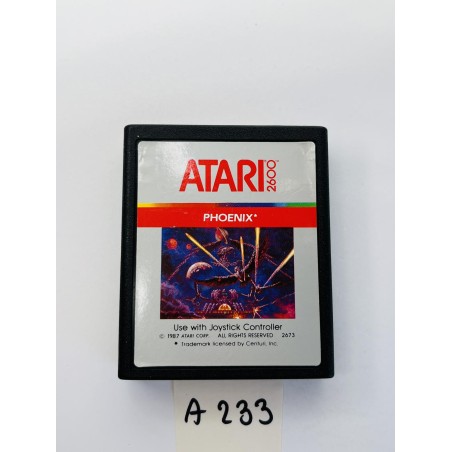 ATARI 2600
PHOENIX*
Use with Joystick Controller
© 1987 ATARI CORP. ALL RIGHTS RESERVED 2673
* Trademark licensed by Centuri, Inc.
A 233